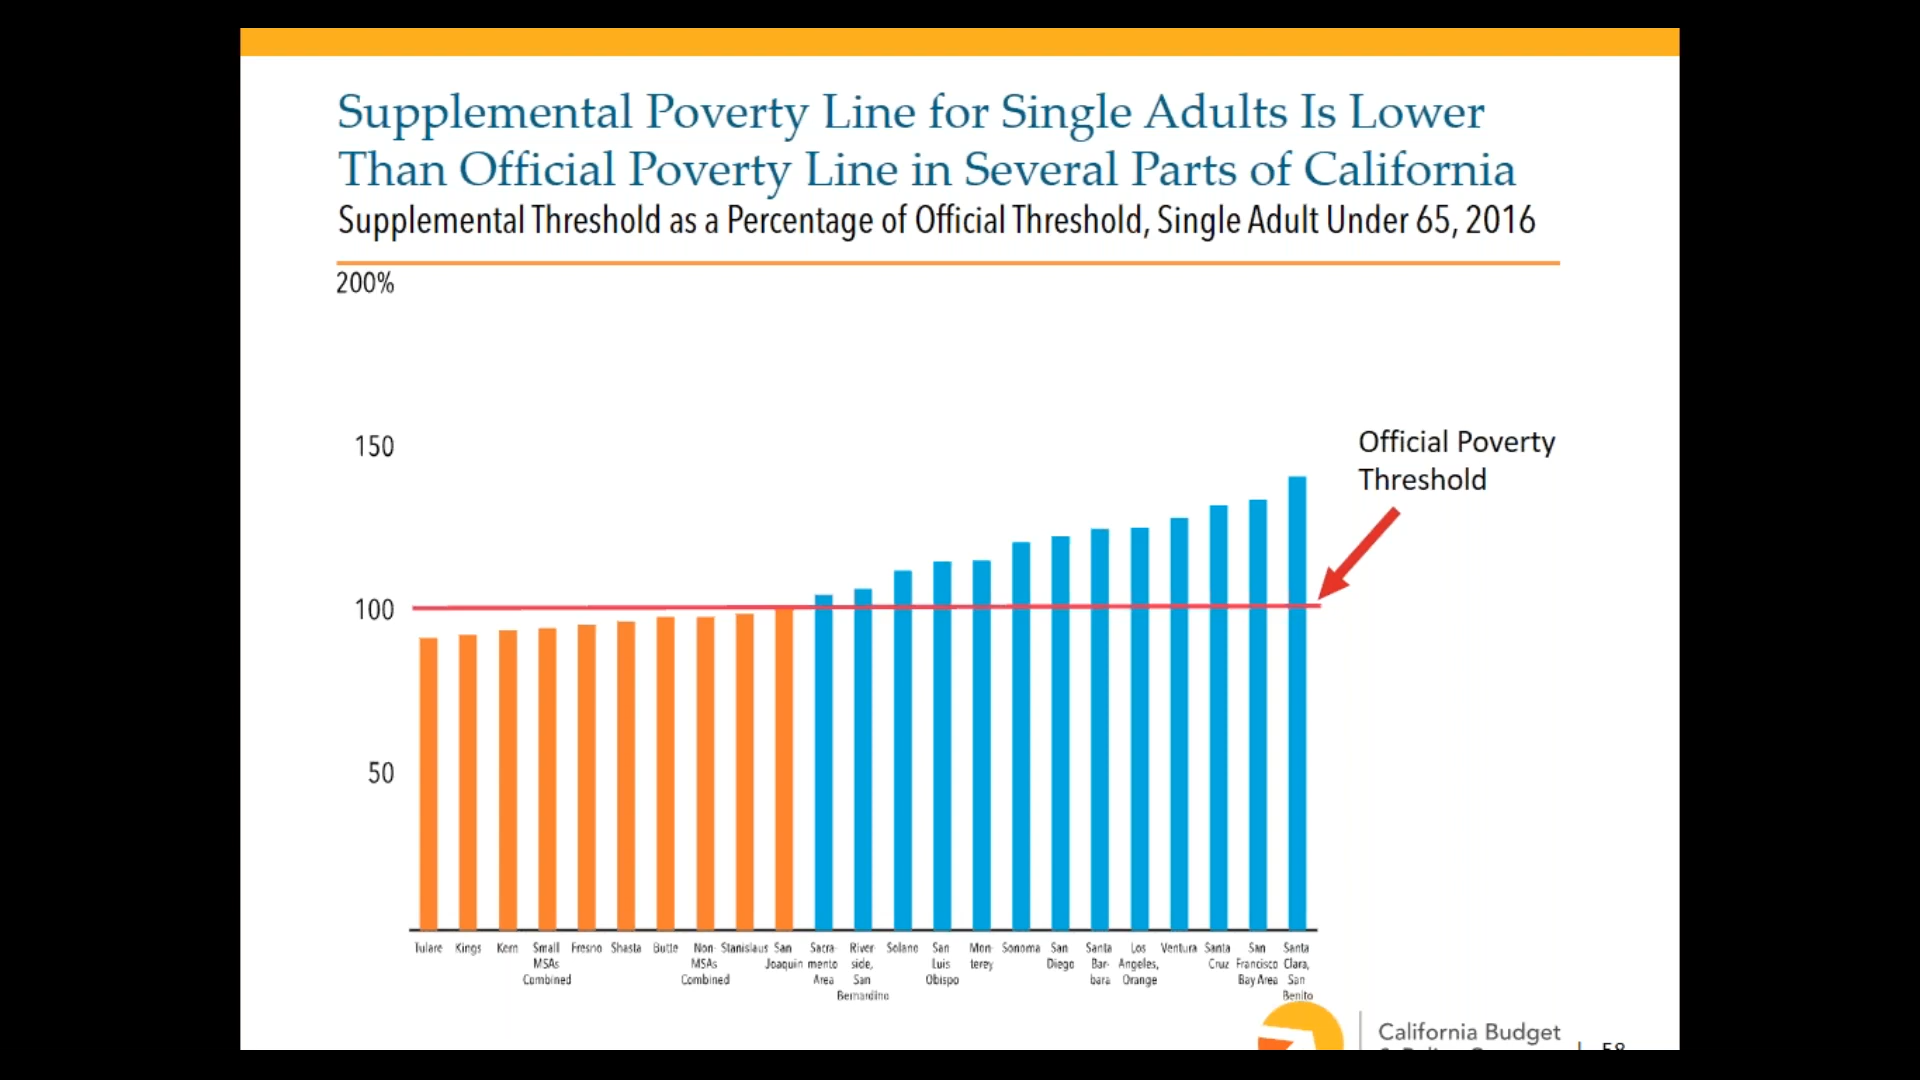 Supplemental Poverty Line for Single Adults Is Lower
Than Official Poverty Line in Several Parts of California
Supplemental Threshold as a Percentage of Official Threshold, Single Adult Under 65, 2016
200%
150
100
50
Official Poverty
Threshold
Tulare
Kings
Kern
Small
MSAs
Combined
Fresno
Shasta
Butte
Non-
MSAs
Combined
Stanislaus
San
Joaquin
Sacra-
mento
Area
River
side,
San
Bernardino
Solano
San
Luis
Obispo
Mon-
terey
Sonoma
San
Diego
Santa
Bar-
bara
Los
Angeles,
Orange
Ventura
Santa
Cruz
San
Francisco
Bay Area
Santa
Clara,
San
Benito
California Budget